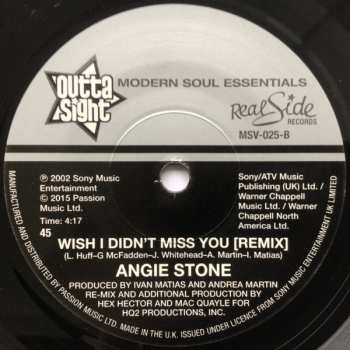 outta
sight
MODERN SOUL ESSENTIALS
Real Side
RECORDS
MSV-025-B
℗ 2002 Sony Music
Entertainment
© 2015 Passion
Music Ltd.
Time: 4:17
45
Sony/ATV Music
Publishing (UK) Ltd. /
Warner Chappell
Music Ltd. / Warner
Chappell North
America Ltd.
WISH I DIDN'T MISS YOU [REMIX]
(L. Huff-G McFadden-J. Whitehead-A. Martin-I. Matias)
ANGIE STONE
PRODUCED BY IVAN MATIAS AND ANDREA MARTIN
RE-MIX AND ADDITIONAL PRODUCTION BY
HEX HECTOR AND MAC QUAYLE FOR
HQ2 PRODUCTIONS, INC.
MANUFACTURED AND DISTRIBUTED BY PASSION MUSIC LTD. MADE IN THE U.K. ISSUED UNDER LICENCE FROM SONY MUSIC ENTERTAINMENT UK LIMITED